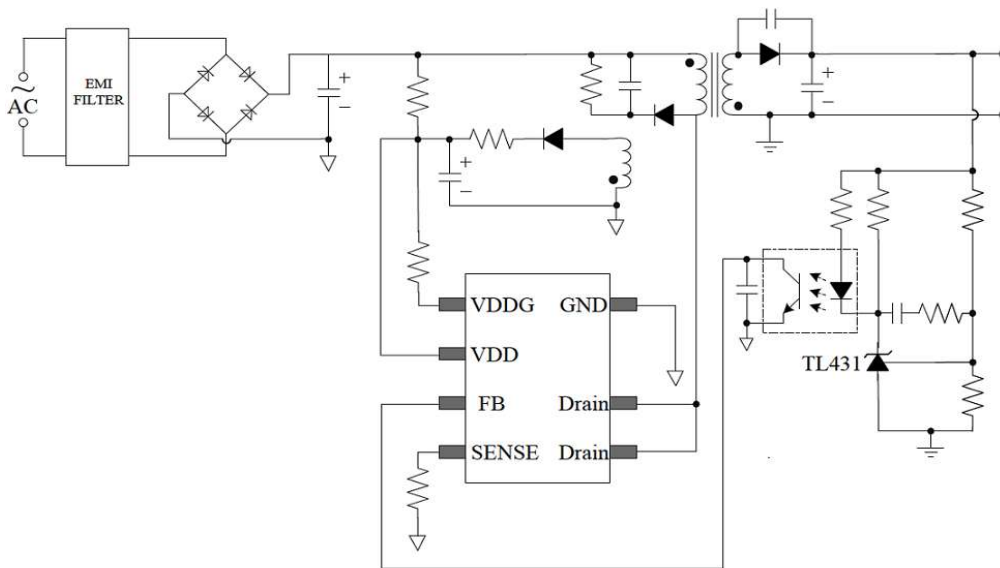 EMI
FILTER
~
AC
+
−
+
−
+
−
VDDG GND
VDD
FB Drain
SENSE Drain
TL431